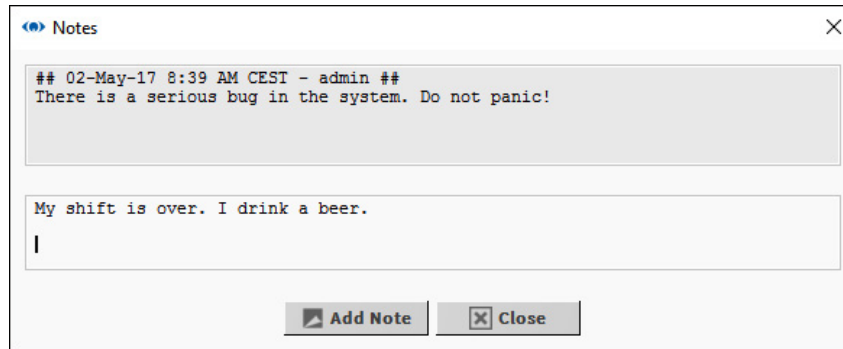 Notes
## 02-May-17 8:39 AM CEST - admin ##
There is a serious bug in the system. Do not panic!
My shift is over. I drink a beer.
Add Note
Close